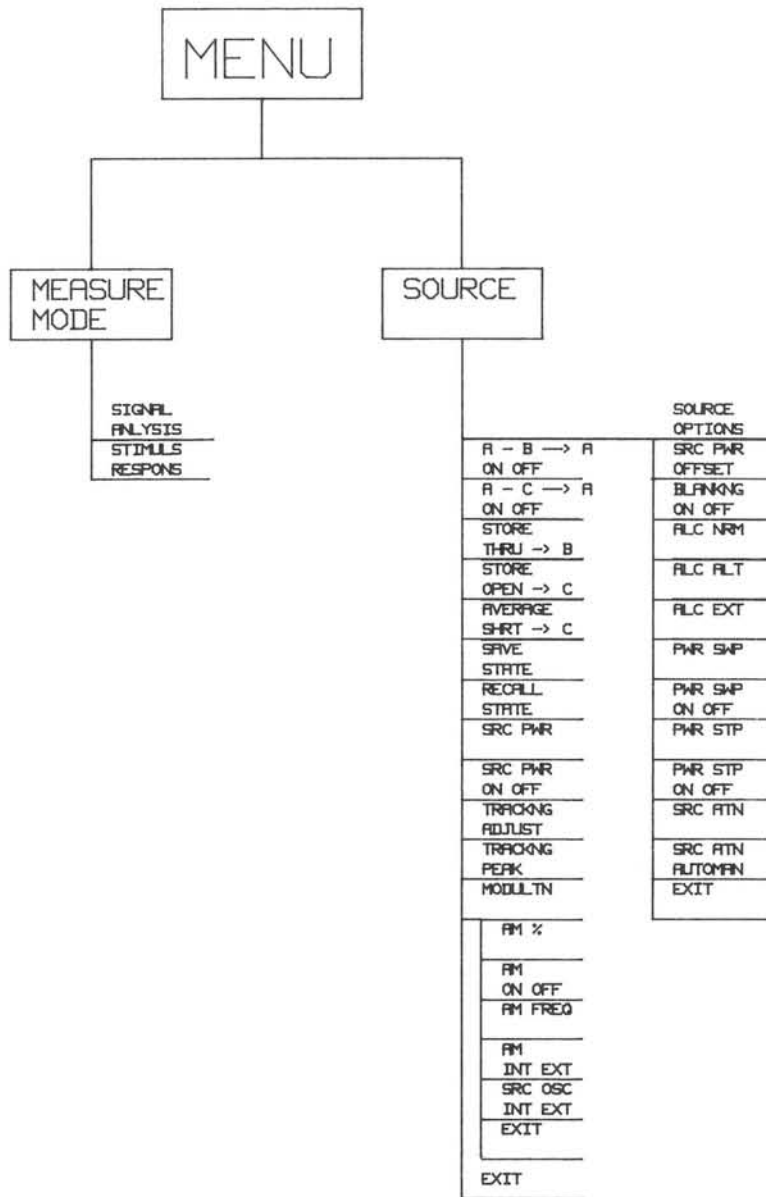 MENU
MEASURE
MODE
SIGNAL
ANLYSIS
STIMULS
RESPONS
SOURCE
A - B --> A
ON OFF
A - C --> A
ON OFF
STORE
THRU -> B
STORE
OPEN -> C
AVERAGE
SHRT -> C
SAVE
STATE
RECALL
STATE
SRC PWR
SRC PWR
ON OFF
TRACKNG
ADJUST
TRACKNG
PEAK
MODULTN
AM %
AM
ON OFF
AM FREQ
AM
INT EXT
SRC OSC
INT EXT
EXIT
EXIT
SOURCE
OPTIONS
SRC PWR
OFFSET
BLANKNG
ON OFF
ALC NRM
ALC ALT
ALC EXT
PWR SWP
PWR SWP
ON OFF
PWR STP
PWR STP
ON OFF
SRC ATN
SRC ATN
AUTOMAN
EXIT